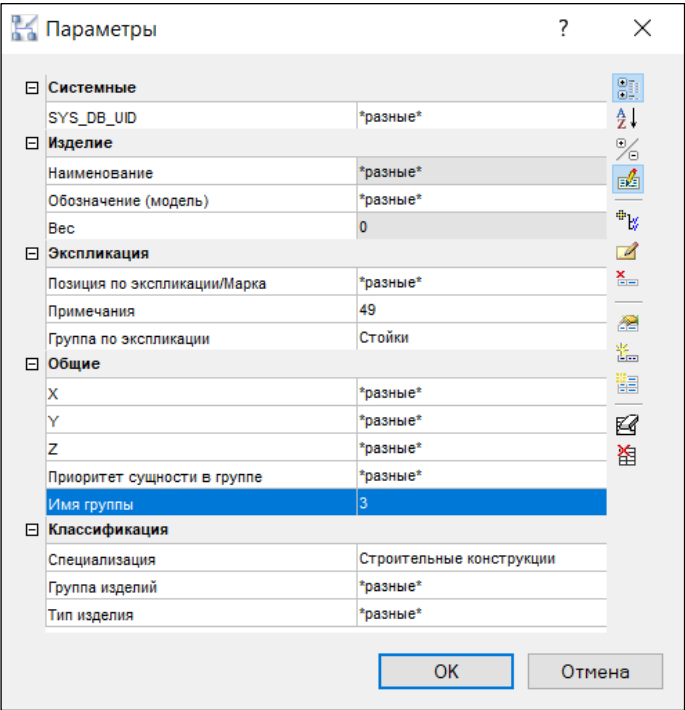 Параметры ? ×
Системные
SYS_DB_UID *разные*
Изделие
Наименование *разные*
Обозначение (модель) *разные*
Вес 0
Экспликация
Позиция по экспликации/Марка *разные*
Примечания 49
Группа по экспликации Стойки
Общие
X *разные*
Y *разные*
Z *разные*
Приоритет сущности в группе *разные*
Имя группы 3
Классификация
Специализация Строительные конструкции
Группа изделий *разные*
Тип изделия *разные*
OK Отмена